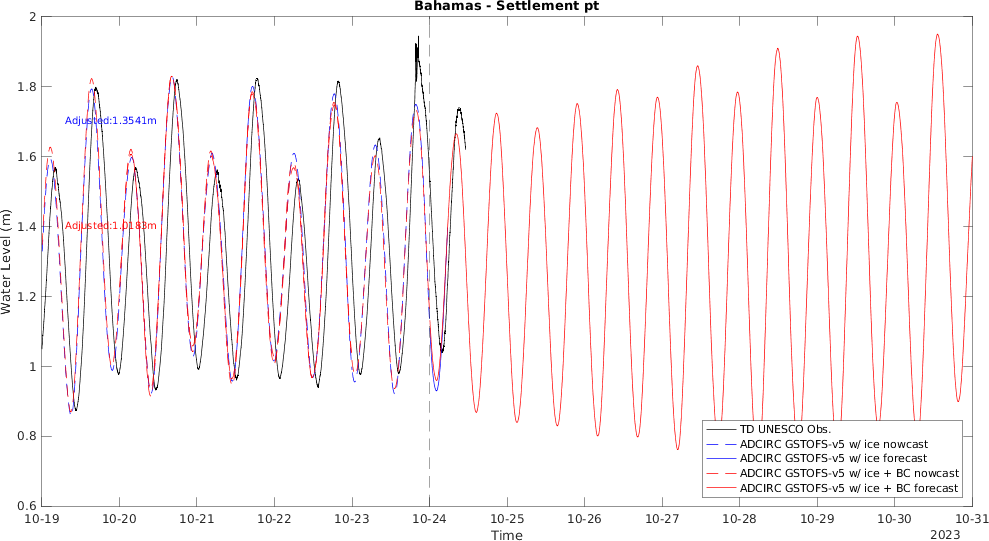 Bahamas - Settlement pt
Water Level (m)
2
1.8
1.6
1.4
1.2
1
0.8
0.6
Adjusted:1.3541m
Adjusted:1.0183m
TD UNESCO Obs.
ADCIRC GSTOFS-v5 w/ ice nowcast
ADCIRC GSTOFS-v5 w/ ice forecast
ADCIRC GSTOFS-v5 w/ ice + BC nowcast
ADCIRC GSTOFS-v5 w/ ice + BC forecast
10-19 10-20 10-21 10-22 10-23 10-24 10-25 10-26 10-27 10-28 10-29 10-30 10-31
Time
2023